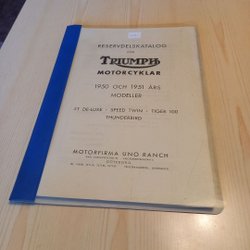 RESERVDELSKATALOG
TRIUMPH
MOTORCYKLAR
1950 OCH 1951 ÅRS
MODELLER
3T DE-LUXE - SPEED TWIN - TIGER 100
THUNDERBIRD
MOTORFIRMA UNO RANCH
GÖTEBORG